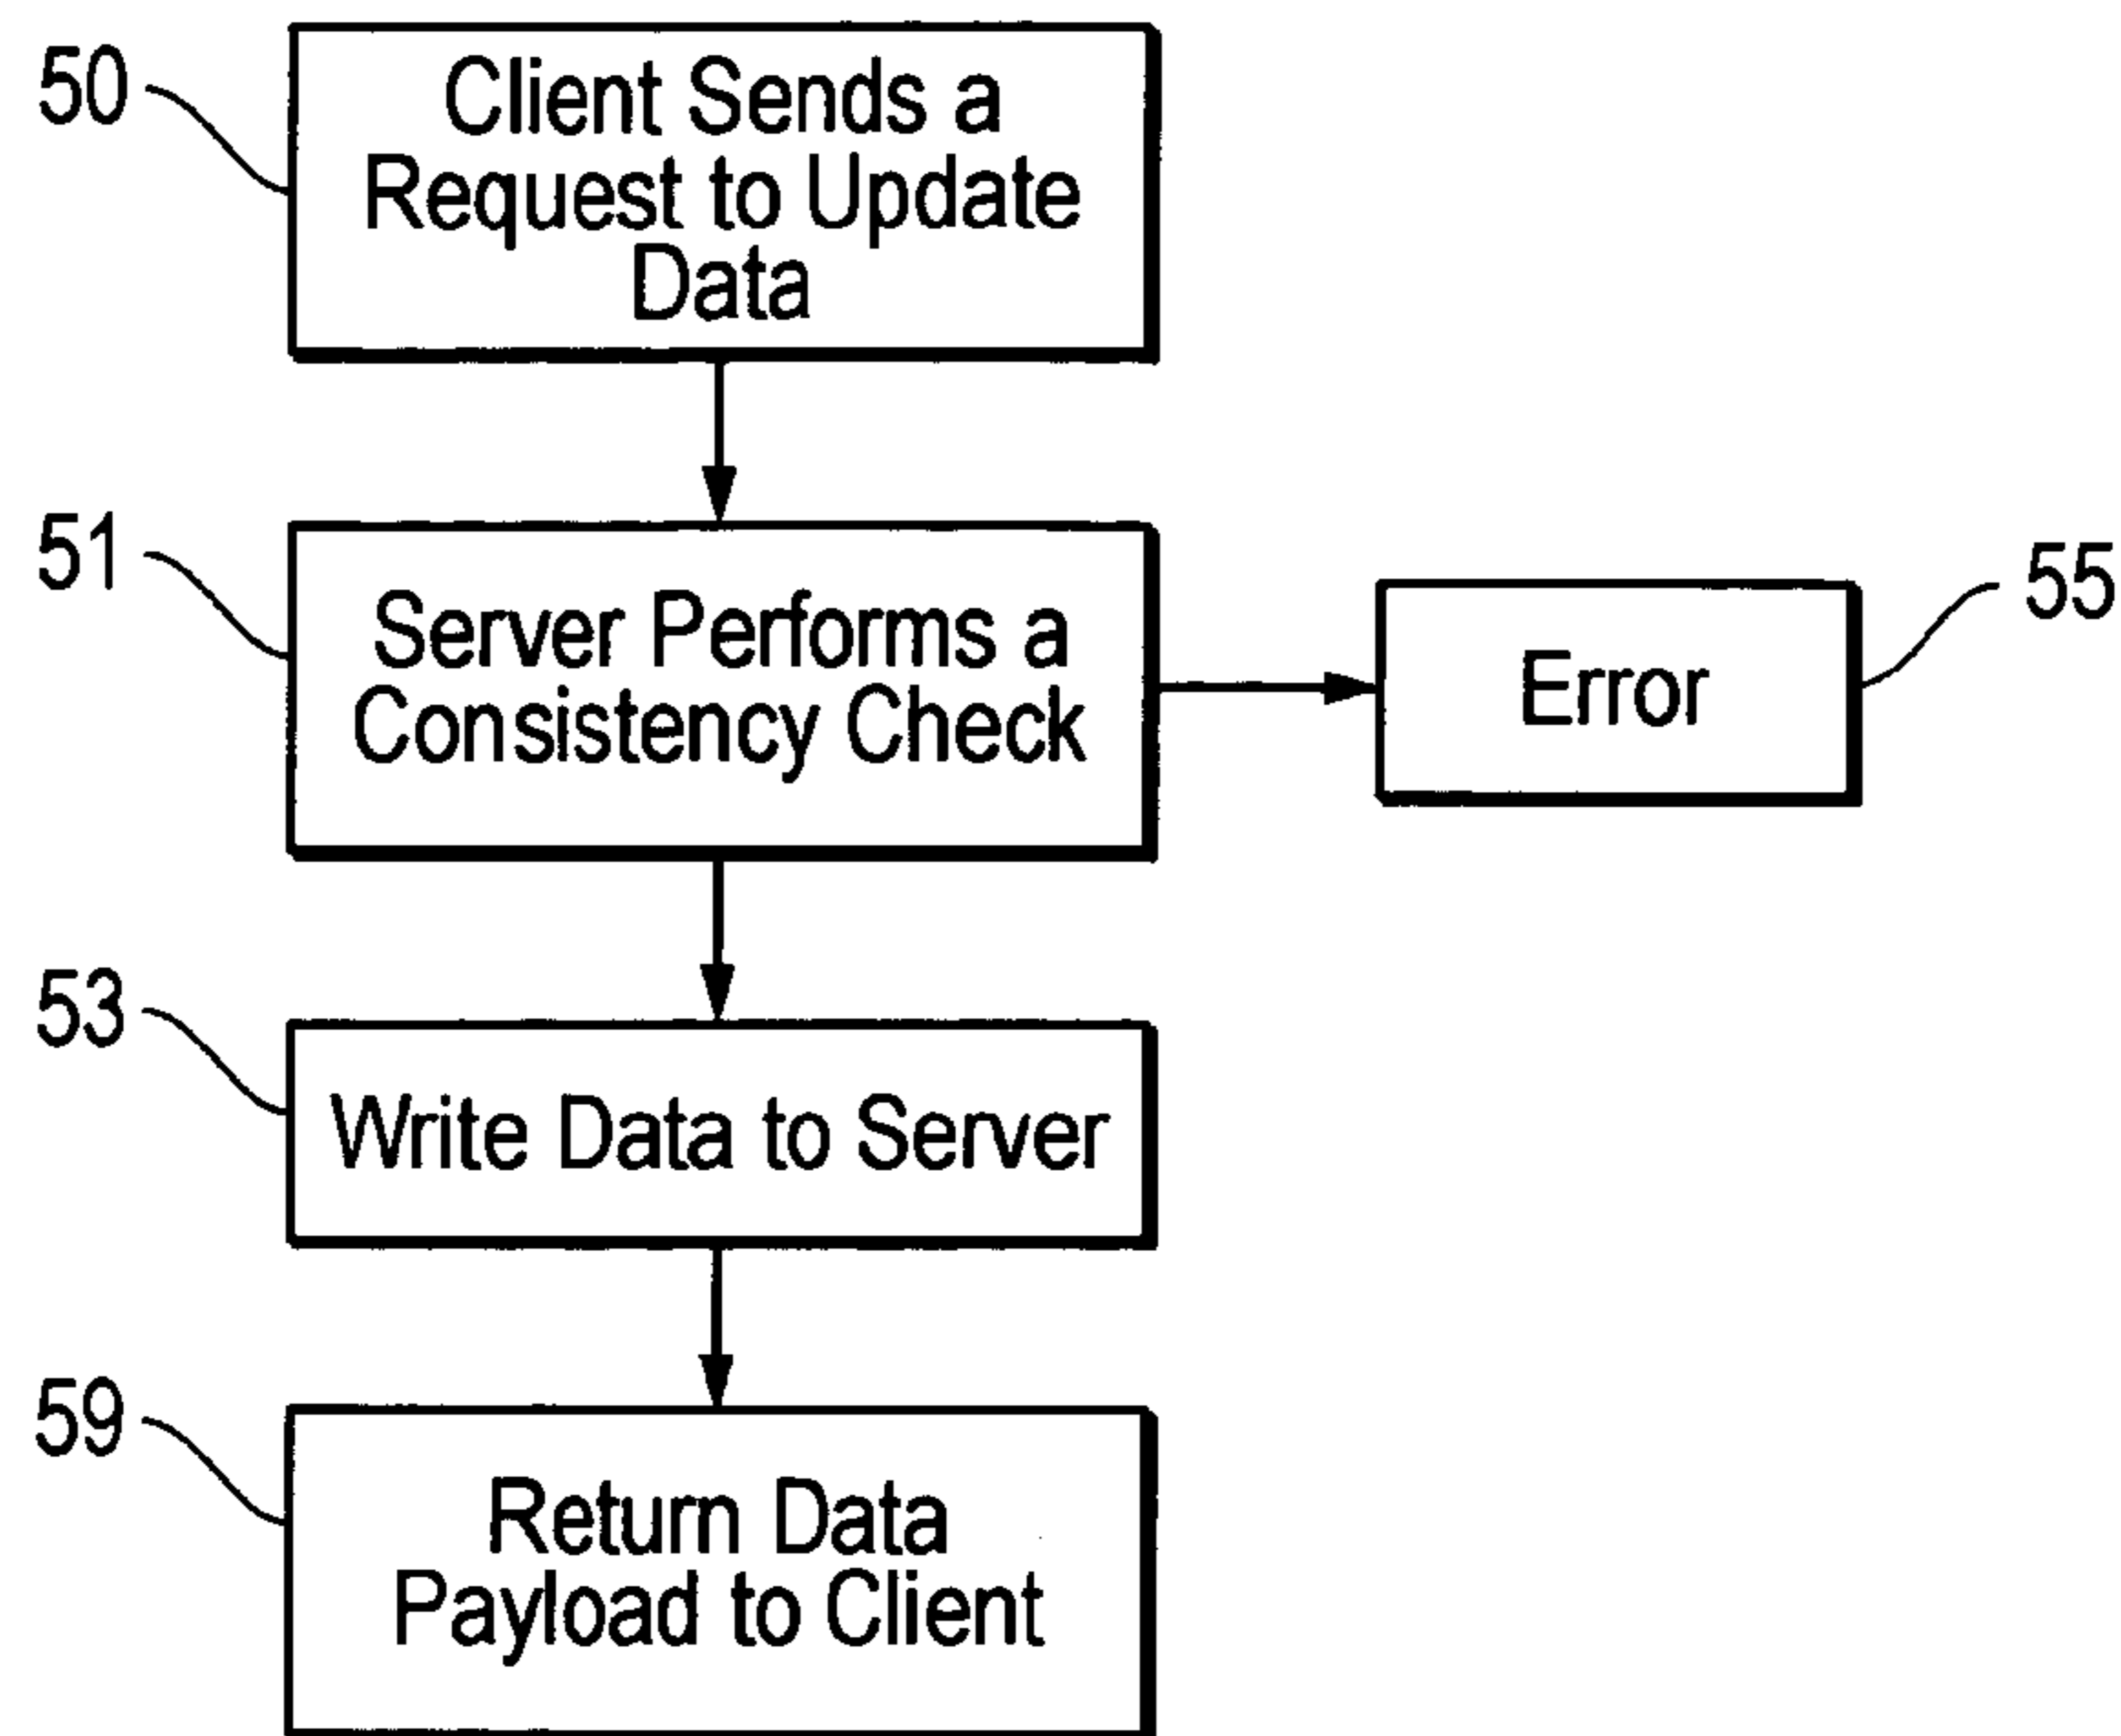 50
Client Sends a
Request to Update
Data
51
Server Performs a
Consistency Check
Error
55
53
Write Data to Server
59
Return Data
Payload to Client